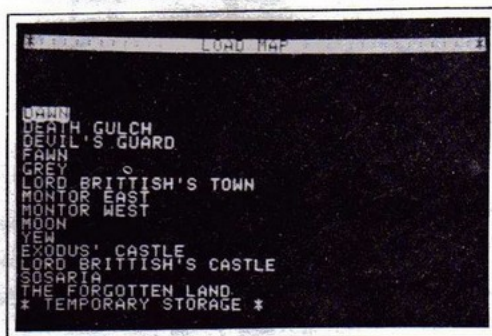 * LOAD MAP *
DAWN
DEATH GULCH
DEVIL'S GUARD
FAWN
GREY
LORD BRITTISH'S TOWN
MONTOR EAST
MONTOR WEST
MOON
YEW
EXODUS' CASTLE
LORD BRITTISH'S CASTLE
SOSARIA
THE FORGOTTEN LAND
* TEMPORARY STORAGE *